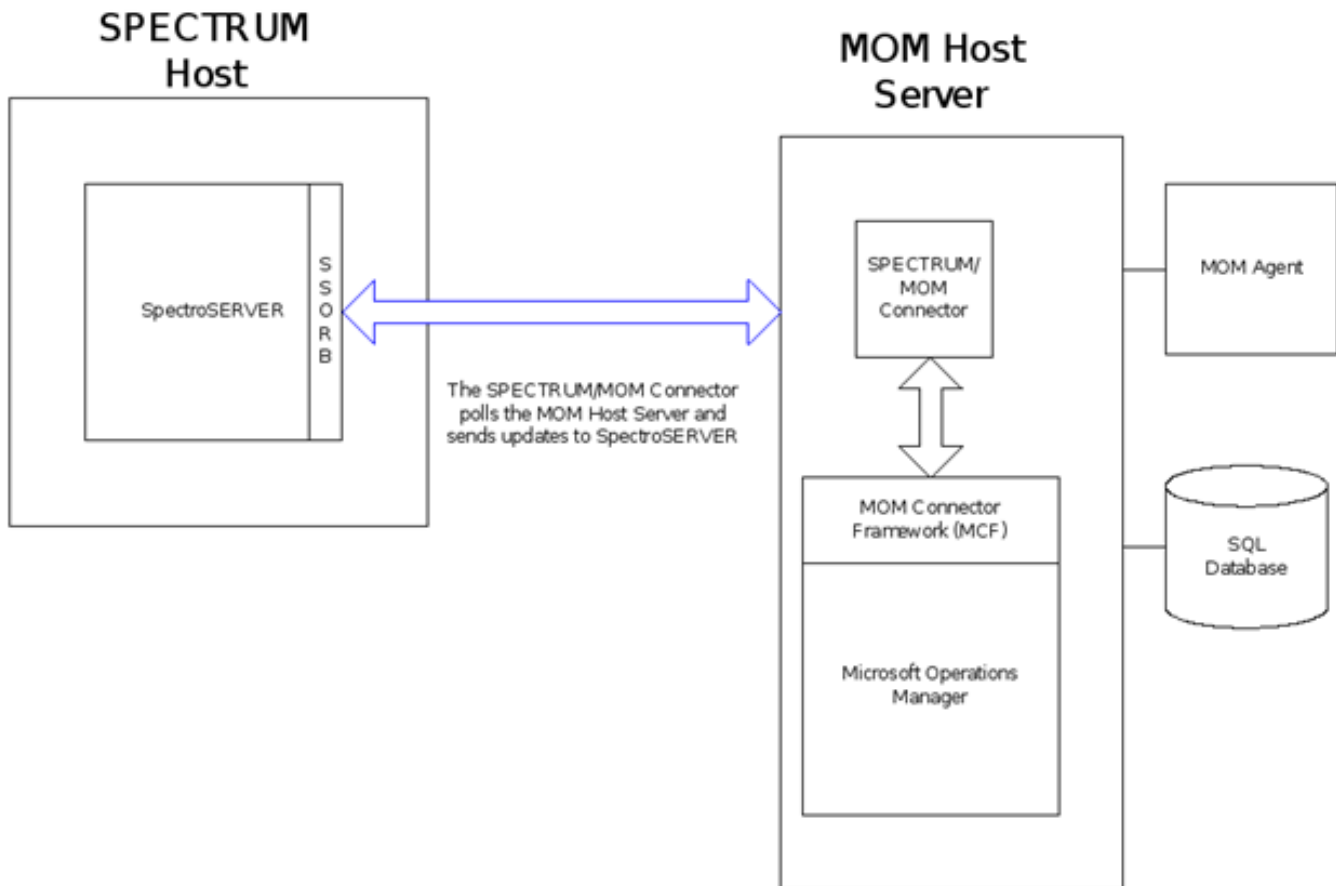 SPECTRUM
Host
MOM Host
Server
SpectroSERVER
S
S
O
R
B
The SPECTRUM/MOM Connector
polls the MOM Host Server and
sends updates to SpectroSERVER
SPECTRUM/
MOM
Connector
MOM Connector
Framework (MCF)
Microsoft Operations
Manager
MOM Agent
SQL
Database